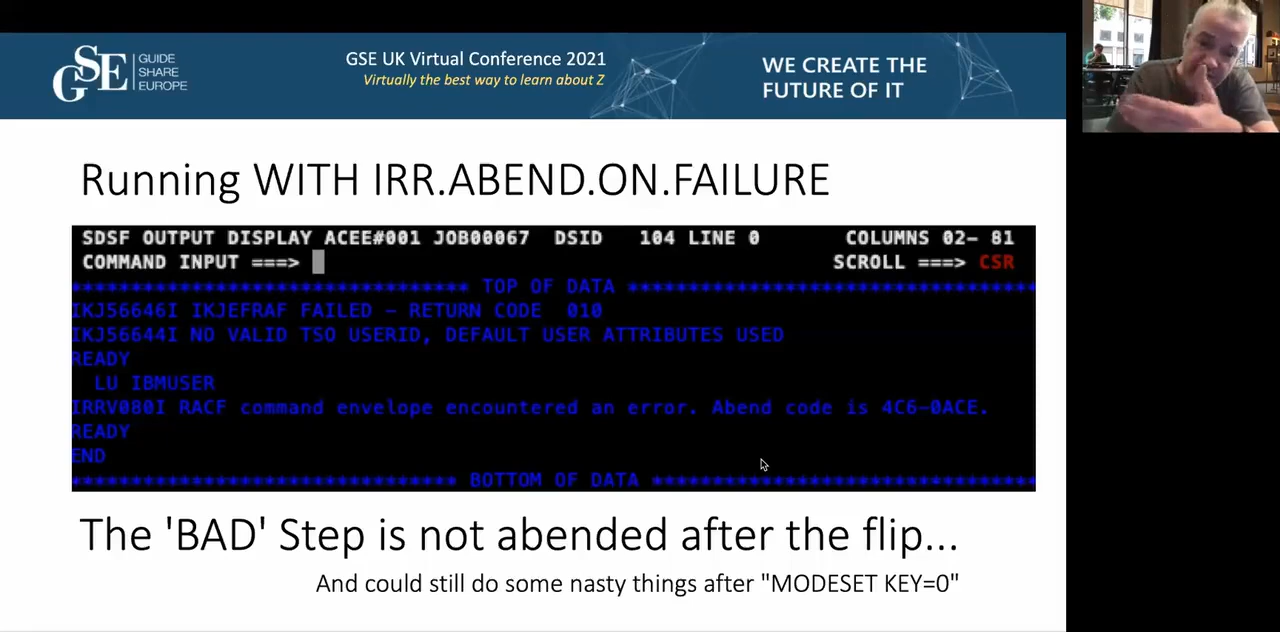 GSE
GUIDE
SHARE
EUROPE
GSE UK Virtual Conference 2021
Virtually the best way to learn about Z
WE CREATE THE
FUTURE OF IT
Running WITH IRR.ABEND.ON.FAILURE
SDSF OUTPUT DISPLAY ACEE#001 JOB00067 DSID 104 LINE 0 COLUMNS 02- 81
COMMAND INPUT ===> SCROLL ===> CSR
******************************** TOP OF DATA **********************************
IKJ56646I IKJEFRAF FAILED - RETURN CODE 010
IKJ56644I NO VALID TSO USERID, DEFAULT USER ATTRIBUTES USED
READY
LU IBMUSER
IRRV080I RACF command envelope encountered an error. Abend code is 4C6-0ACE.
READY
END
******************************* BOTTOM OF DATA ********************************
The 'BAD' Step is not abended after the flip...
And could still do some nasty things after "MODESET KEY=0"